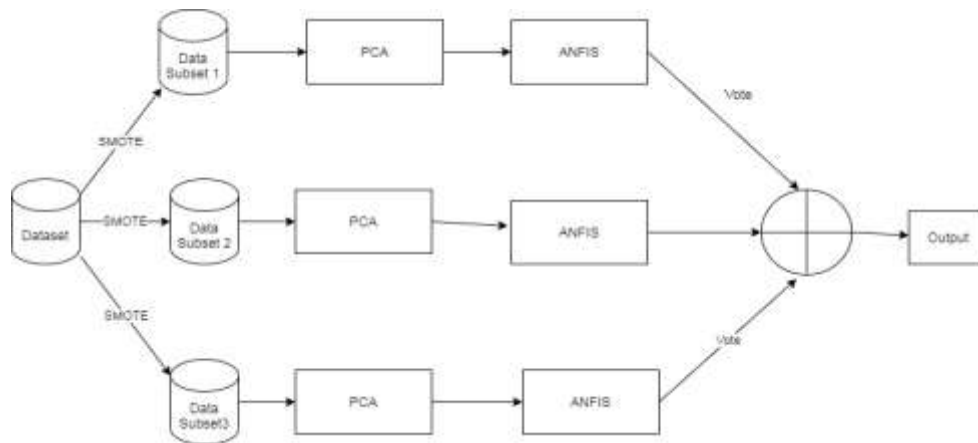 Data
Subset 1
PCA
ANFIS
Vote
SMOTE
Dataset
SMOTE
Data
Subset 2
PCA
ANFIS
Output
SMOTE
Data
Subset3
PCA
ANFIS
Vote